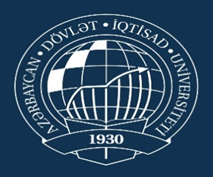 AZƏRBAYCAN • DÖVLƏT • İQTİSAD • UNİVERSİTETİ
1930